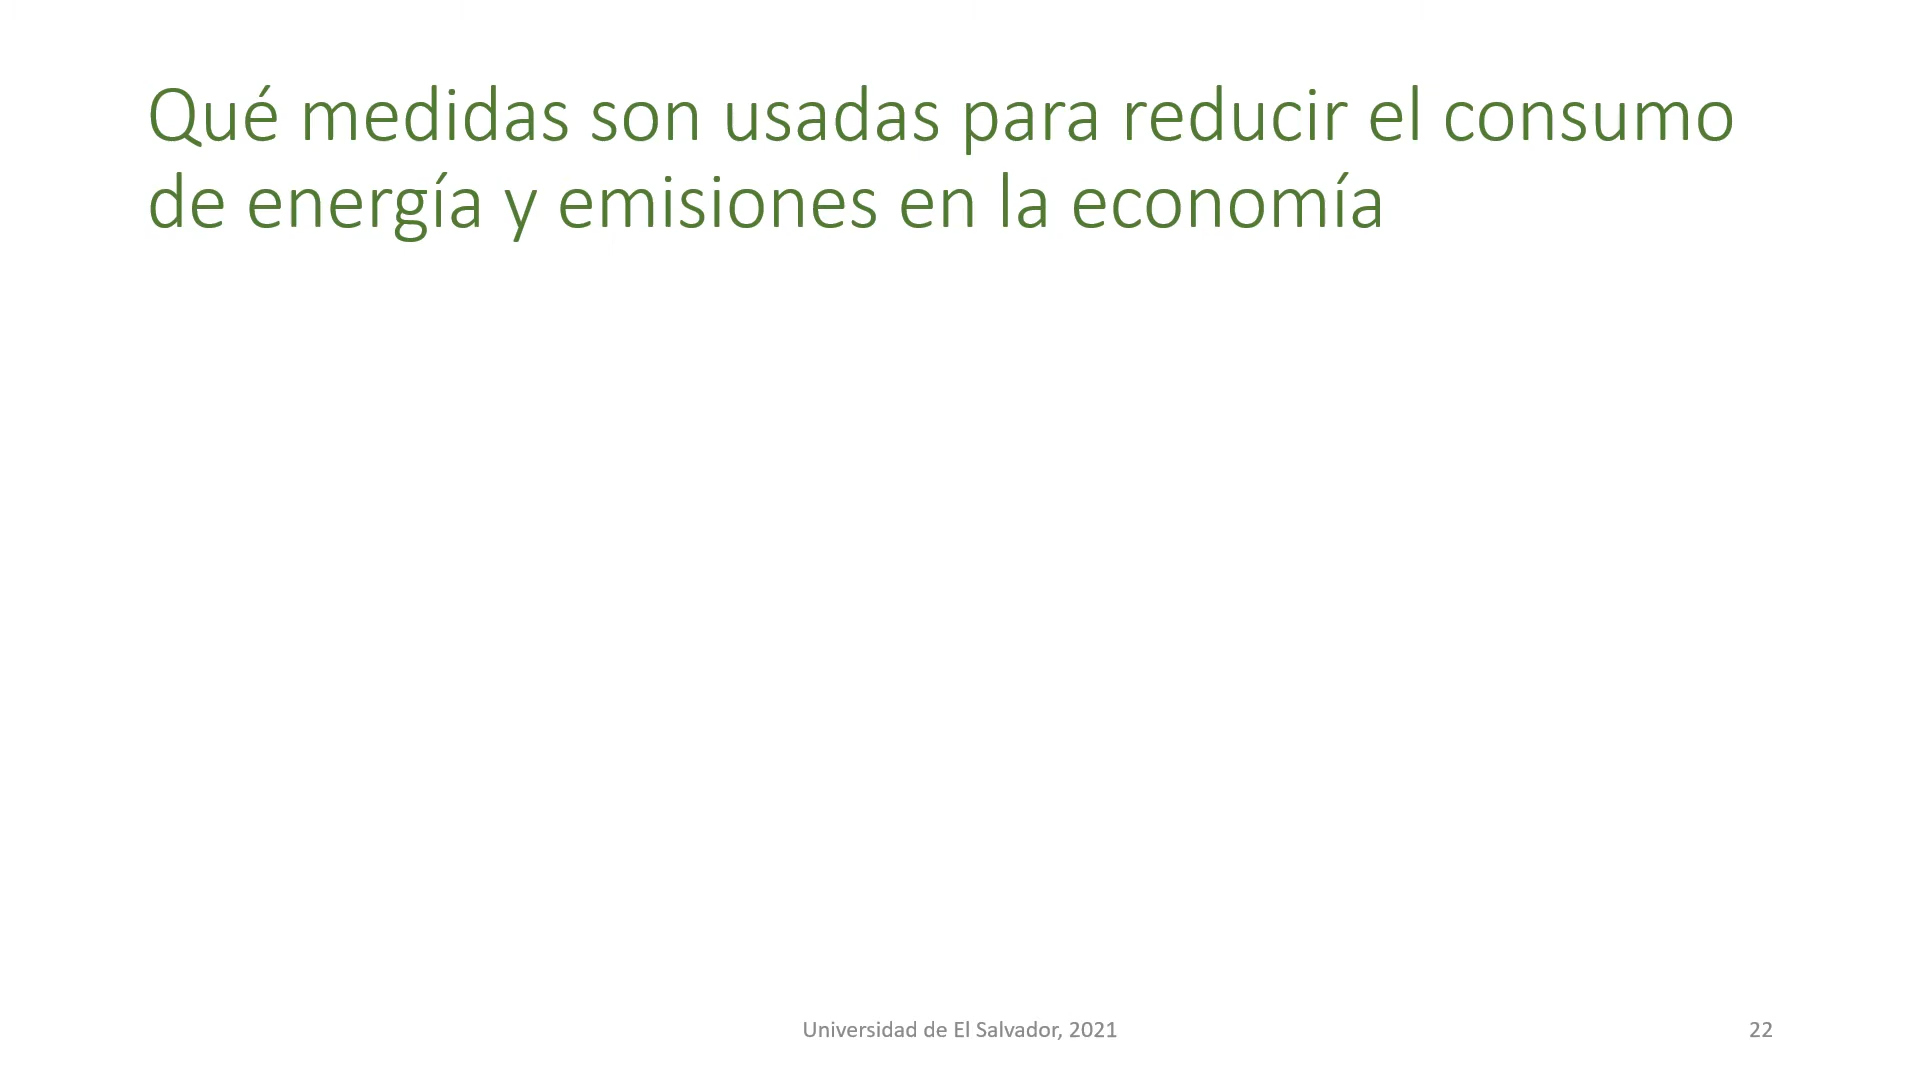 Qué medidas son usadas para reducir el consumo
de energía y emisiones en la economía
Universidad de El Salvador, 2021
22